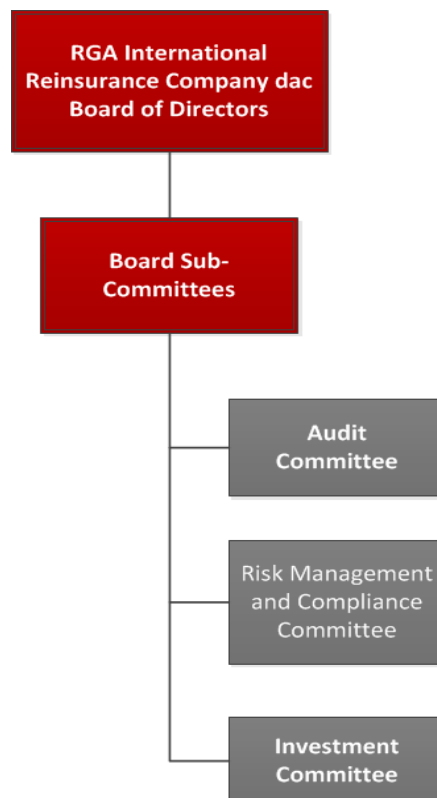 RGA International
Reinsurance Company dac
Board of Directors
Board Sub-
Committees
Audit
Committee
Risk Management
and Compliance
Committee
Investment
Committee